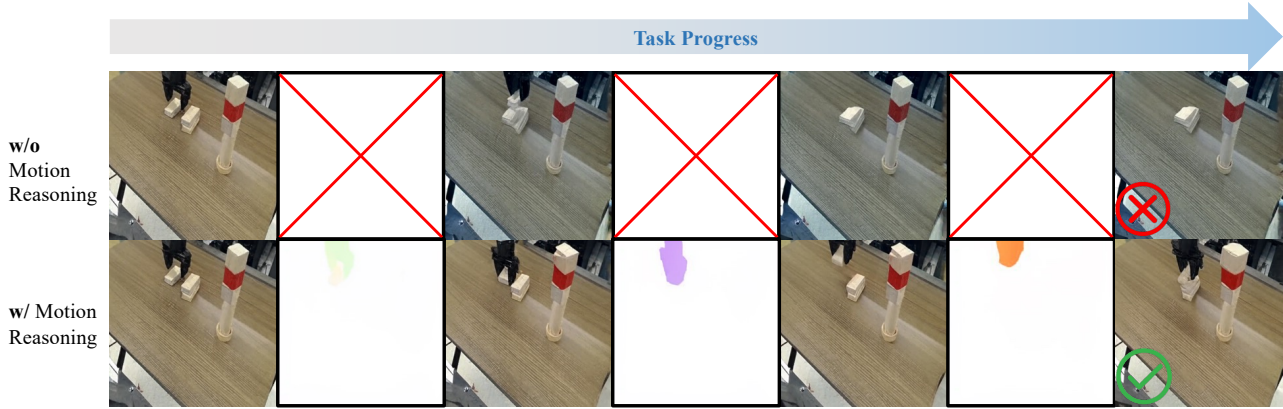 Task Progress
w/o
Motion
Reasoning
w/ Motion
Reasoning